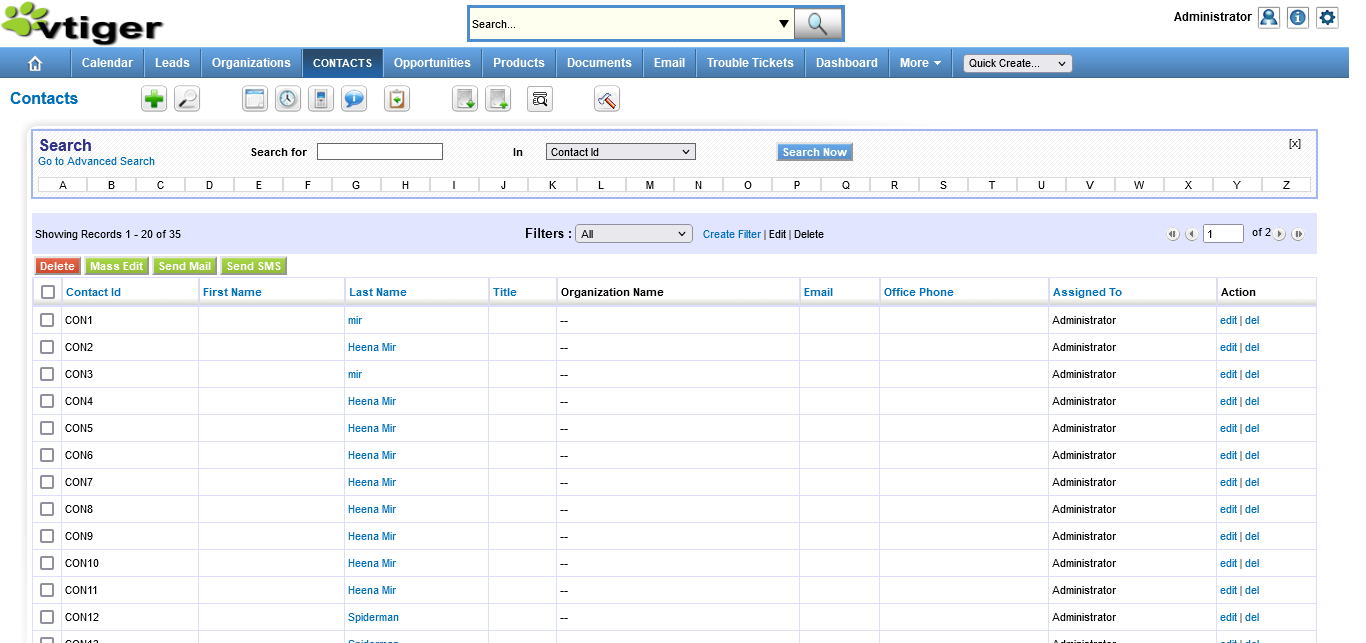 vtiger
Search...
Administrator
Calendar Leads Organizations CONTACTS Opportunities Products Documents Email Trouble Tickets Dashboard More Quick Create...
Contacts
Search
Go to Advanced Search
Search for In Contact Id Search Now [X]
A B C D E F G H I J K L M N O P Q R S T U V W X Y Z
Showing Records 1 - 20 of 35 Filters : All Create Filter | Edit | Delete 1 of 2
Delete Mass Edit Send Mail Send SMS
Contact Id First Name Last Name Title Organization Name Email Office Phone Assigned To Action
CON1 mir -- Administrator edit | del
CON2 Heena Mir -- Administrator edit | del
CON3 mir -- Administrator edit | del
CON4 Heena Mir -- Administrator edit | del
CON5 Heena Mir -- Administrator edit | del
CON6 Heena Mir -- Administrator edit | del
CON7 Heena Mir -- Administrator edit | del
CON8 Heena Mir -- Administrator edit | del
CON9 Heena Mir -- Administrator edit | del
CON10 Heena Mir -- Administrator edit | del
CON11 Heena Mir -- Administrator edit | del
CON12 Spiderman -- Administrator edit | del